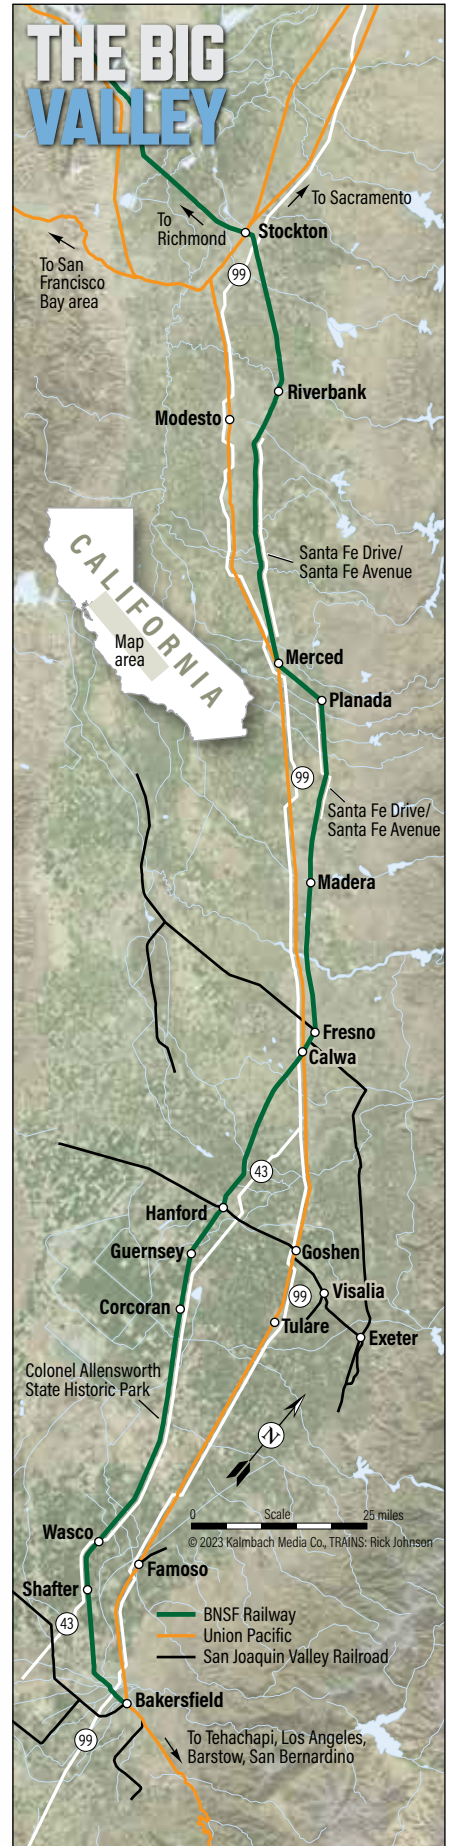 THE BIG
VALLEY
To Sacramento
To
Richmond
Stockton
To San
Francisco
Bay area
99
Riverbank
Modesto
CALIFORNIA
Map
area
Santa Fe Drive/
Santa Fe Avenue
Merced
Planada
99
Santa Fe Drive/
Santa Fe Avenue
Madera
Fresno
Calwa
43
Hanford
Guernsey
Goshen
99
Visalia
Corcoran
Tulare
Exeter
Colonel Allensworth
State Historic Park
N
0 Scale 25 miles
© 2023 Kalmbach Media Co., TRAINS: Rick Johnson
Wasco
Famoso
Shafter
43
BNSF Railway
Union Pacific
San Joaquin Valley Railroad
Bakersfield
99
To Tehachapi, Los Angeles,
Barstow, San Bernardino